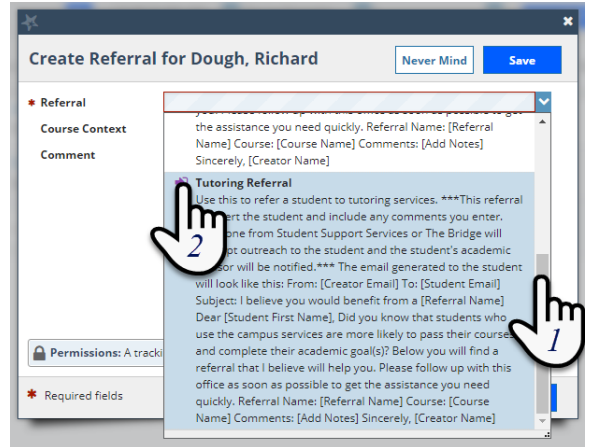 Create Referral for Dough, Richard
Never Mind
Save
* Referral
Course Context
Comment
the assistance you need quickly. Referral Name: [Referral
Name] Course: [Course Name] Comments: [Add Notes]
Sincerely, [Creator Name]
Tutoring Referral
Use this to refer a student to tutoring services. ***This referral
ert the student and include any comments you enter.
one from Student Support Services or The Bridge will
pt outreach to the student and the student's academic
sor will be notified.*** The email generated to the student
will look like this: From: [Creator Email] To: [Student Email]
Subject: I believe you would benefit from a [Referral Name]
Dear [Student First Name], Did you know that students who
use the campus services are more likely to pass their courses
and complete their academic goal(s)? Below you will find a
referral that I believe will help you. Please follow up with this
office as soon as possible to get the assistance you need
quickly. Referral Name: [Referral Name] Course: [Course
Name] Comments: [Add Notes] Sincerely, [Creator Name]
2
1
Permissions: A tracki
* Required fields